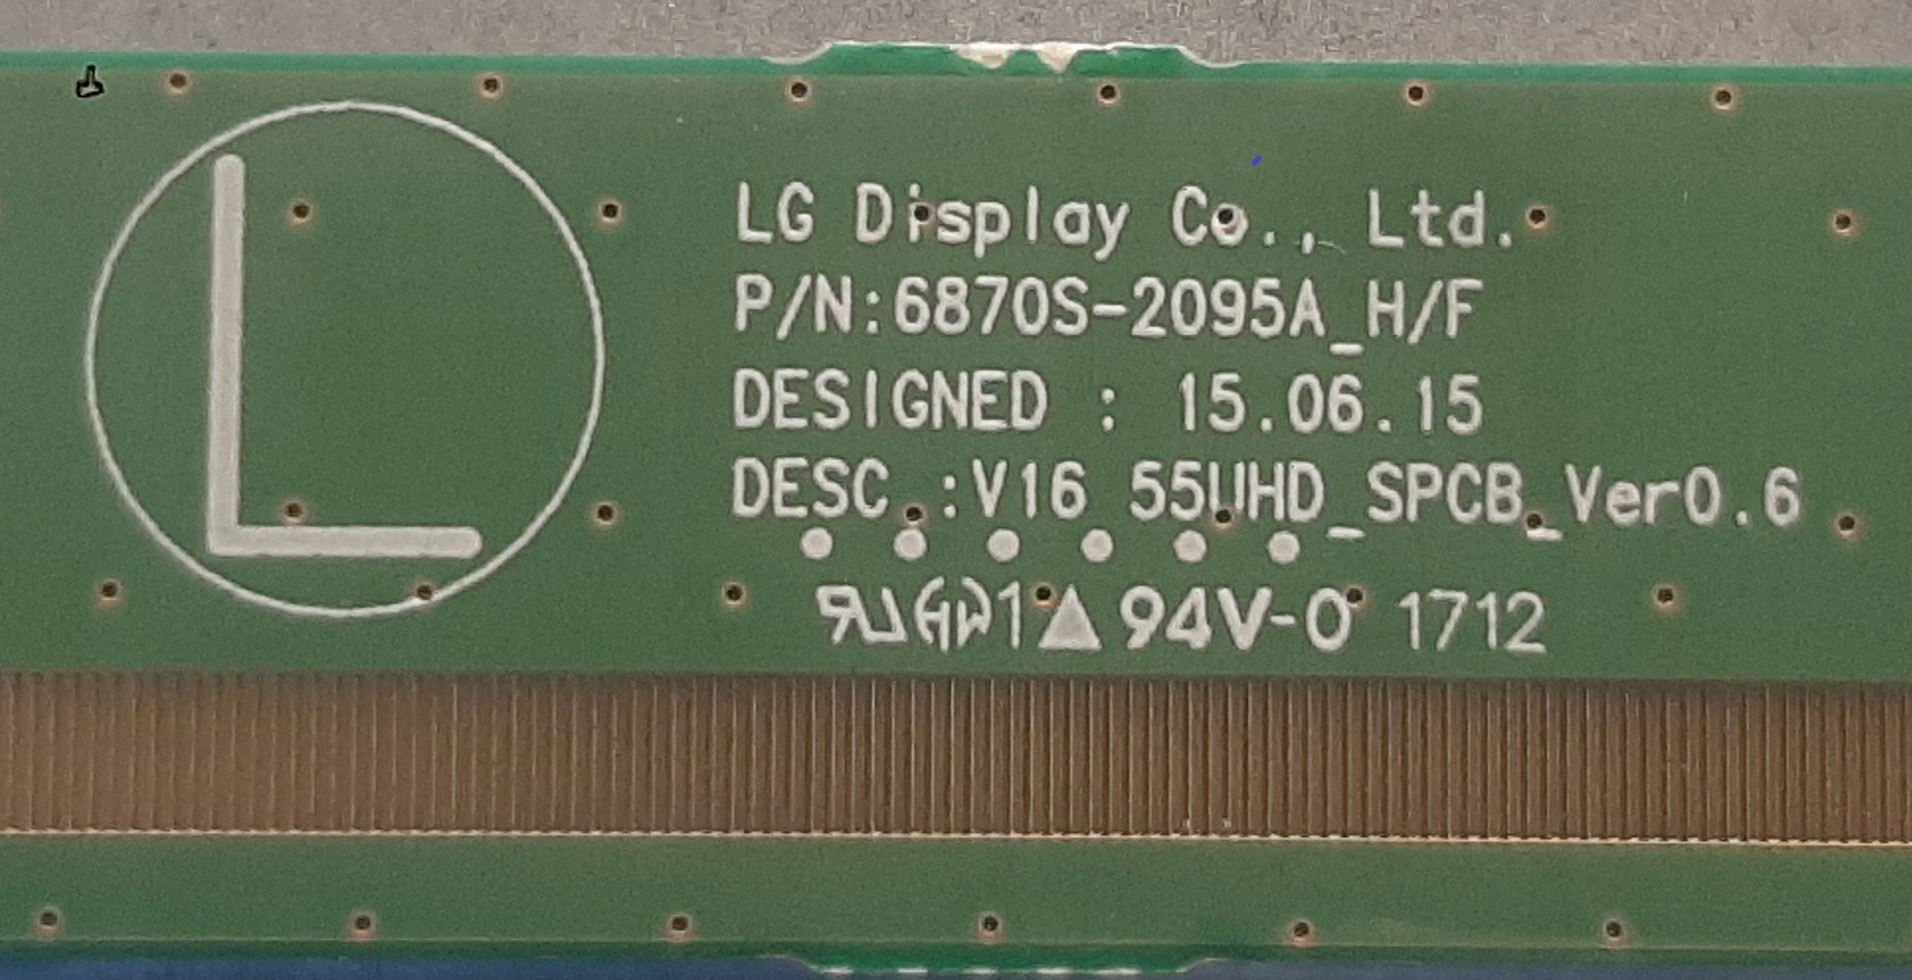 L
LG Display Co., Ltd.
P/N:6870S-2095A_H/F
DESIGNED : 15.06.15
DESC.:V16 55UHD_SPCB_Ver0.6
94V-0 1712